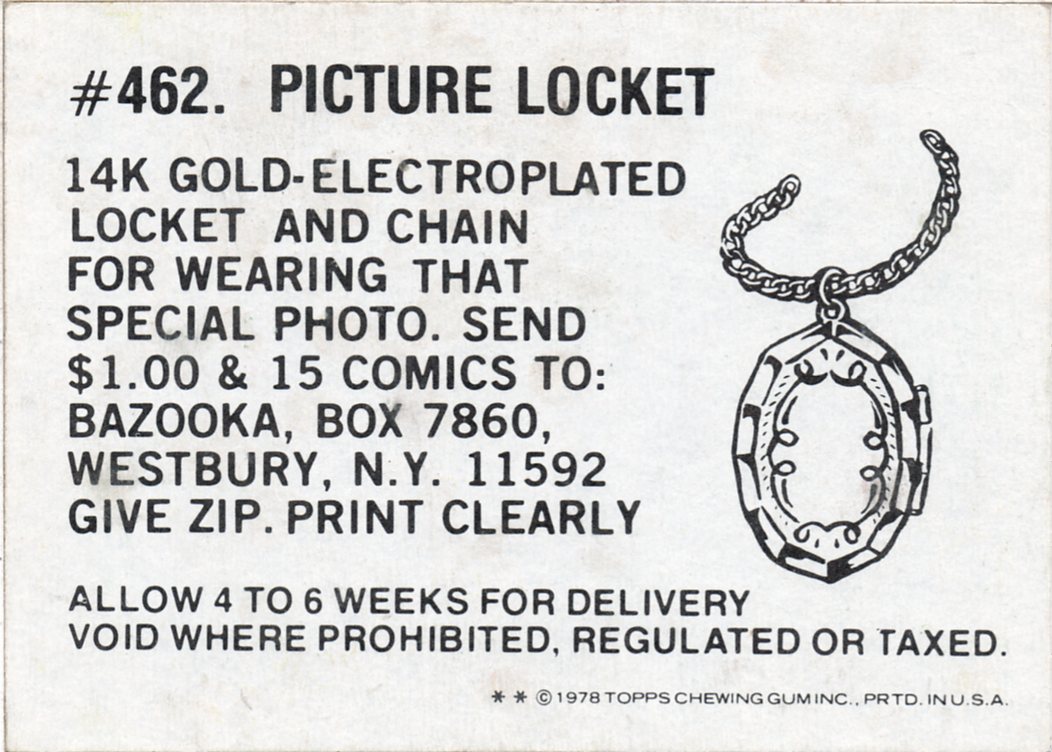 #462. PICTURE LOCKET
14K GOLD-ELECTROPLATED
LOCKET AND CHAIN
FOR WEARING THAT
SPECIAL PHOTO. SEND
$1.00 & 15 COMICS TO:
BAZOOKA, BOX 7860,
WESTBURY, N.Y. 11592
GIVE ZIP. PRINT CLEARLY
ALLOW 4 TO 6 WEEKS FOR DELIVERY
VOID WHERE PROHIBITED, REGULATED OR TAXED.
** © 1978 TOPPS CHEWING GUM INC., PRTD. IN U.S.A.